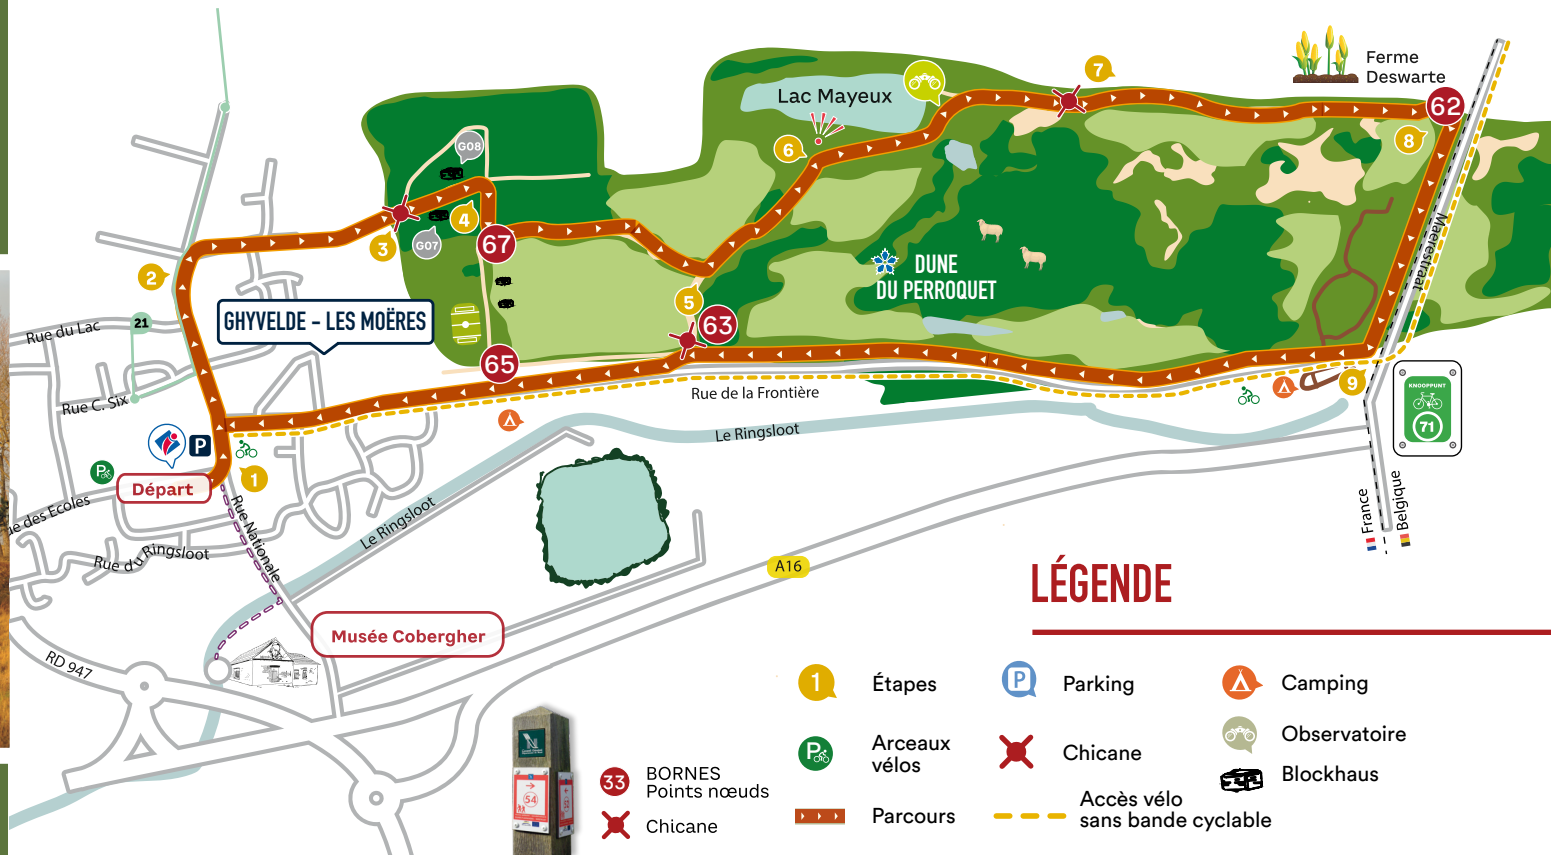 Ferme
Deswarte
7
62
Lac Mayeux
6
8
G08
4
3
G07
67
2
Maerestraat
DUNE
DU PERROQUET
5
63
21
Rue du Lac
GHYVELDE - LES MOËRES
65
Rue C. Six
Rue de la Frontière
9
KNOOPPUNT
71
Le Ringsloot
P
P
1
Départ
ue des Ecoles
Rue Nationale
Le Ringsloot
Rue du Ringsloot
France
Belgique
A16
LÉGENDE
Musée Cobergher
RD 947
1
Étapes
P
Parking
Camping
P
Arceaux
vélos
Chicane
Observatoire
Blockhaus
33
BORNES
Points nœuds
Chicane
Parcours
Accès vélo
sans bande cyclable
54